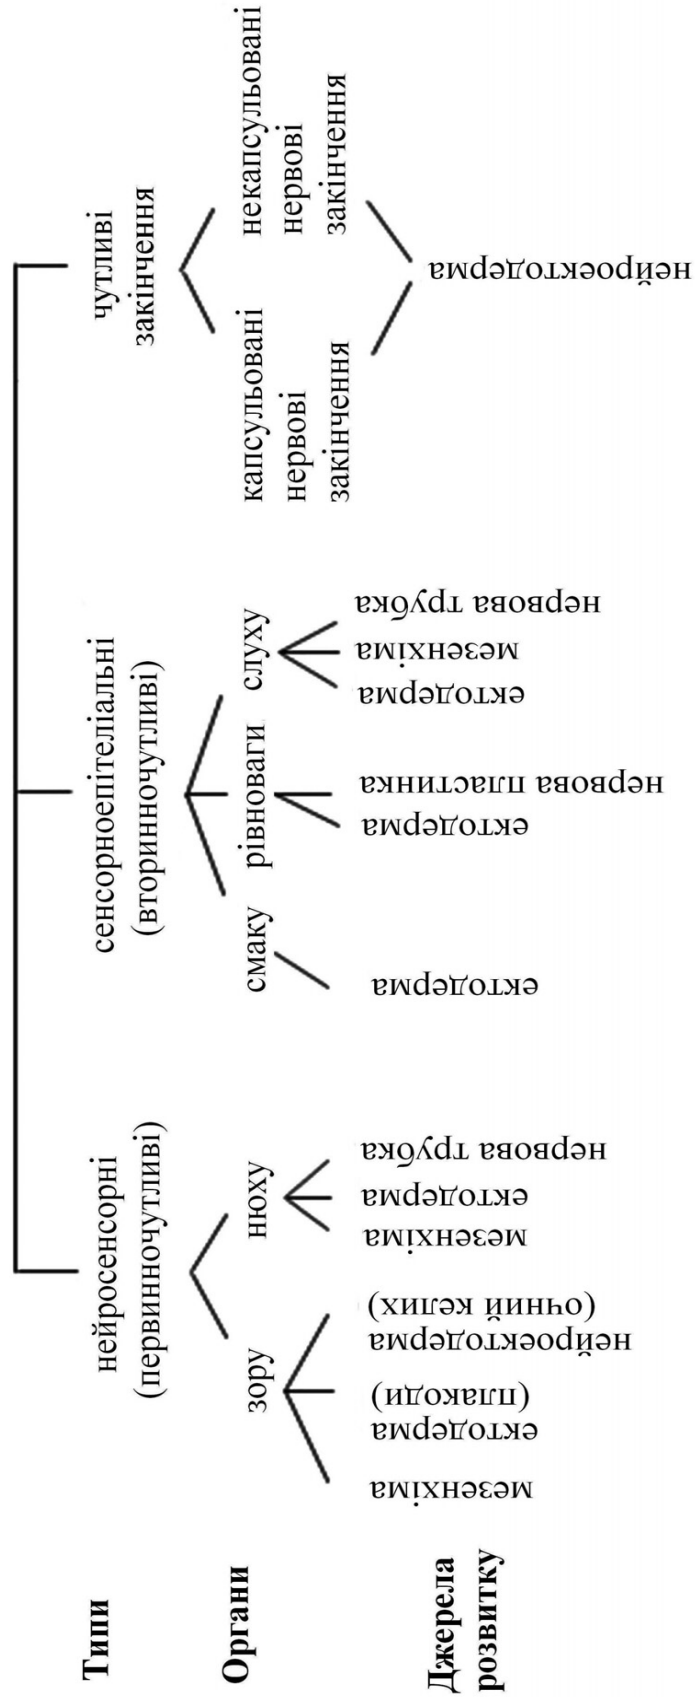 Типи
нейросенсорні
(первинночутливі)
сенсорноепітеліальні
(вторинночутливі)
чутливі
закінчення
Органи
зору
нюху
смаку
рівноваги
слуху
капсульовані
нервові
закінчення
некапсульовані
нервові
закінчення
Джерела
розвитку
мезенхіма
ектодерма
(плакоди)
нейроектодерма
(очний келих)
мезенхіма
ектодерма
нервова трубка
ектодерма
ектодерма
нервова пластинка
ектодерма
мезенхіма
нервова трубка
нейроектодерма